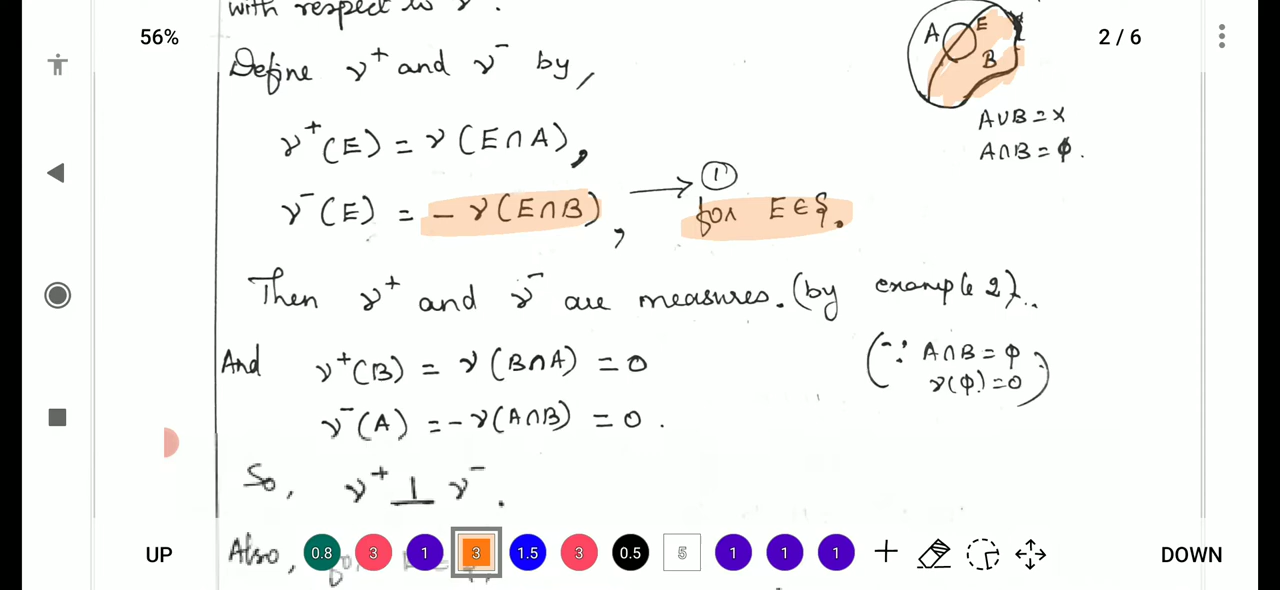 with respect to ν.
56%
2 / 6
A E
B
Define ν⁺ and ν⁻ by,
A∪B = X
A∩B = ϕ.
ν⁺(E) = ν(E∩A),
ν⁻(E) = − ν(E∩B), → ①
for E∈S.
Then ν⁺ and ν⁻ are measures. (by example 2)..
And ν⁺(B) = ν(B∩A) = 0
(∵ A∩B = ϕ
ν(ϕ) = 0)
ν⁻(A) = −ν(A∩B) = 0.
So, ν⁺ ⊥ ν⁻.
UP
Also, for
0.8 3 1 3 1.5 3 0.5 5 1 1 1
DOWN